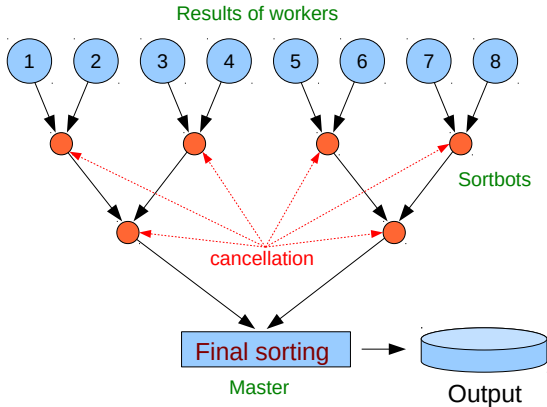 Results of workers
1 2 3 4 5 6 7 8
Sortbots
cancellation
Final sorting
Master
Output